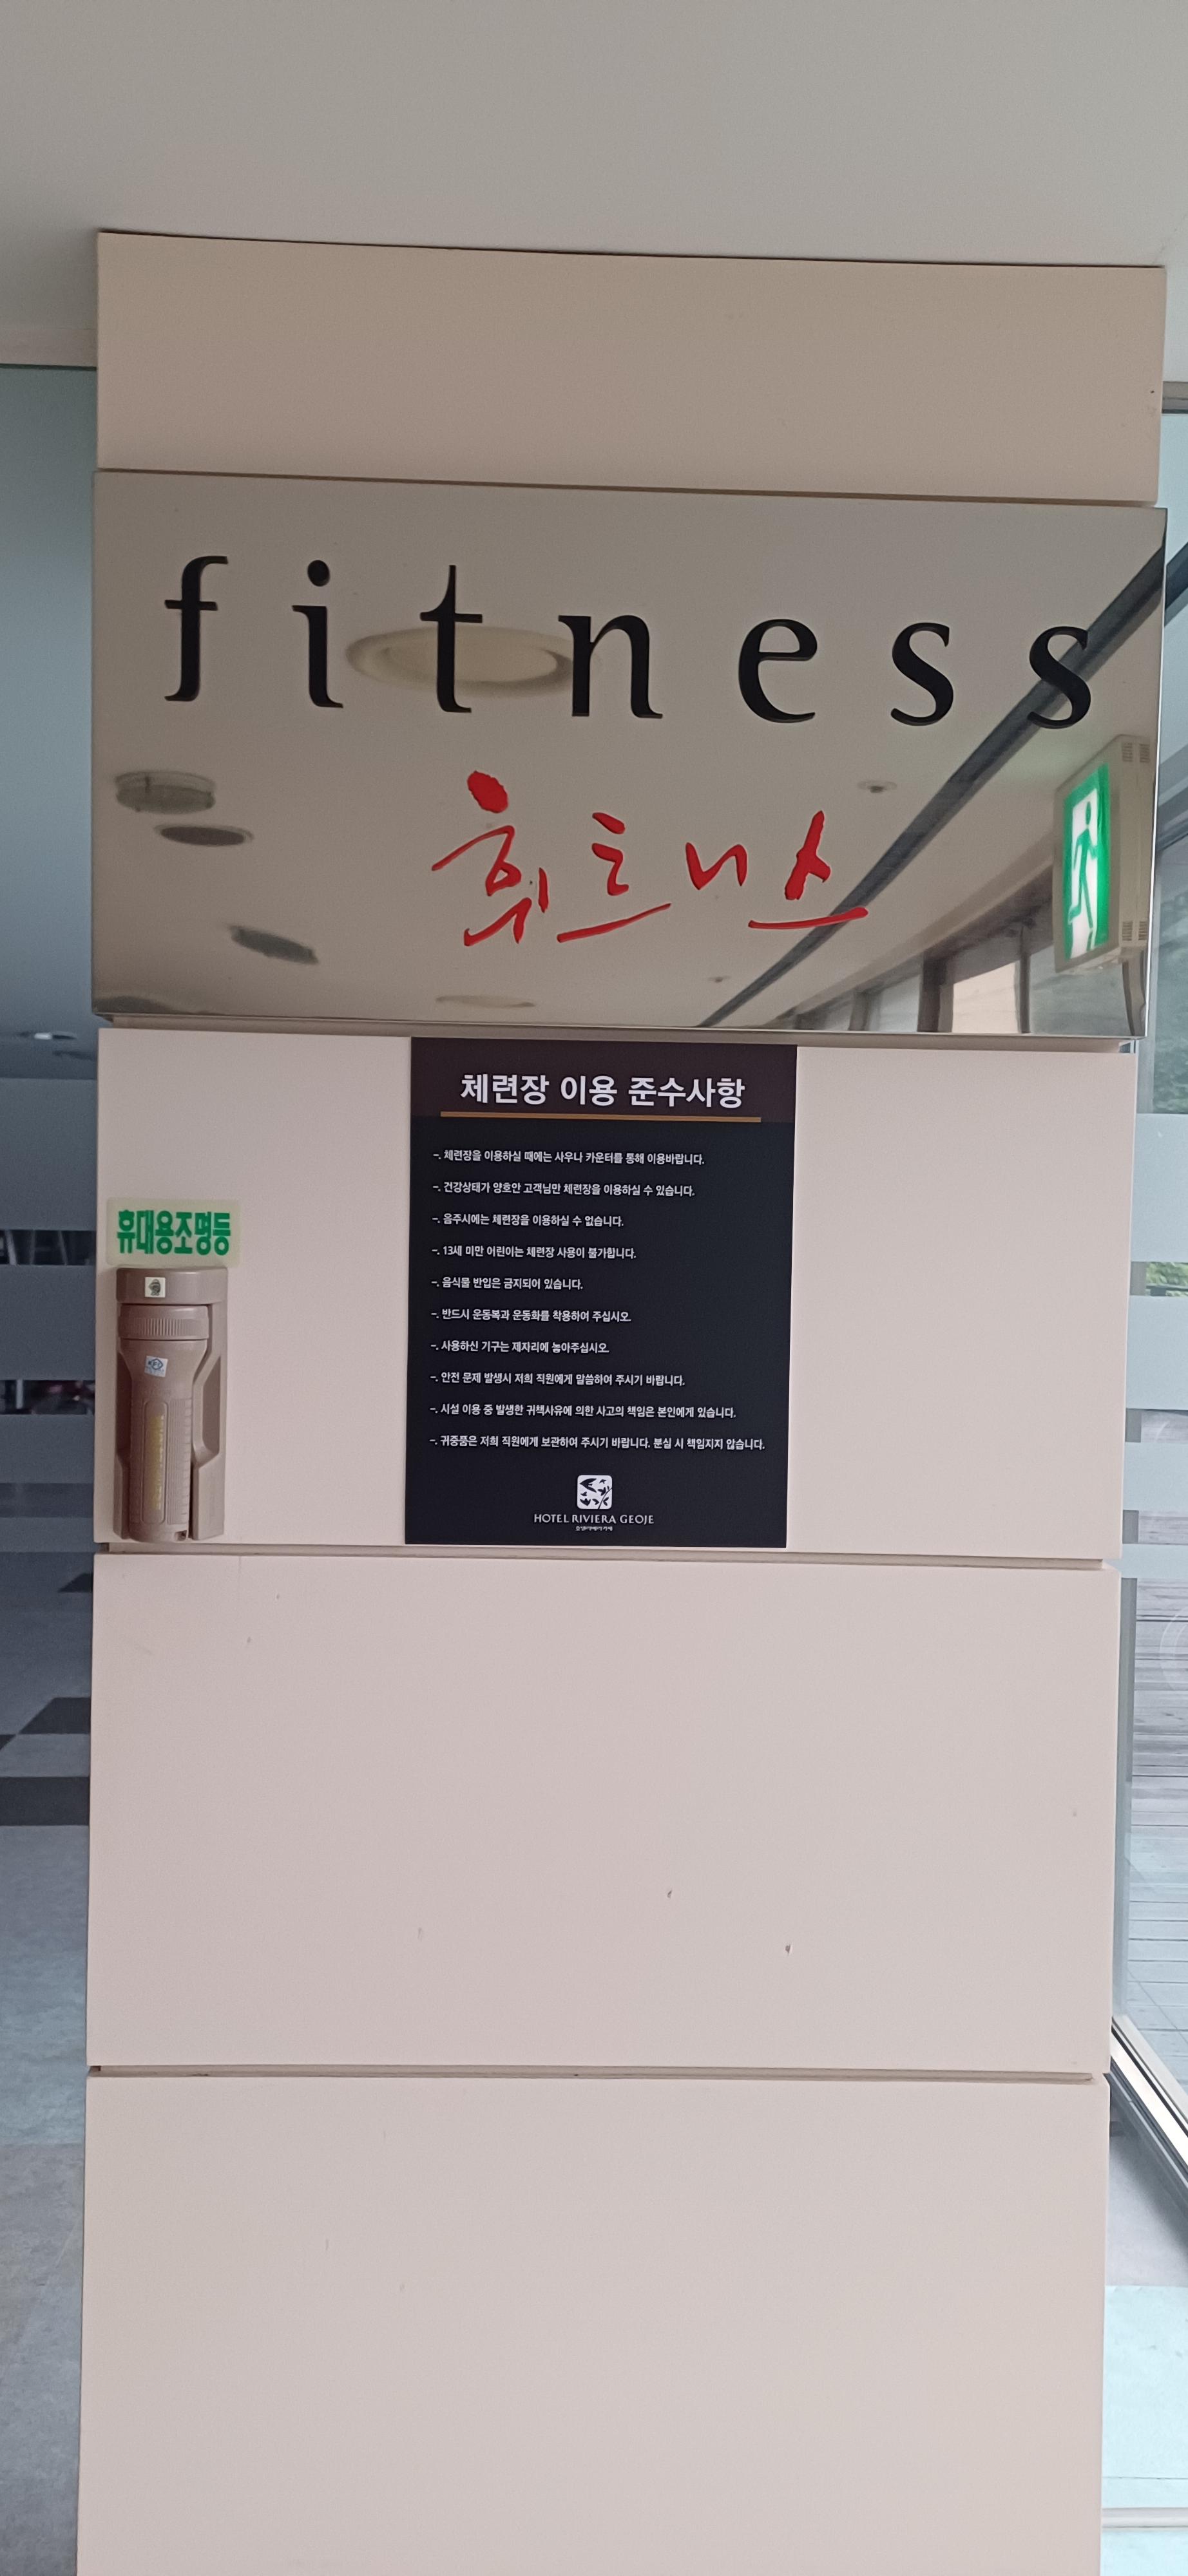 fitness
휘트니스
체련장 이용 준수사항
-. 체련장을 이용하실 때에는 사우나 카운터를 통해 이용바랍니다.
-. 건강상태가 양호안 고객님만 체련장을 이용하실 수 있습니다.
-. 음주시에는 체련장을 이용하실 수 없습니다.
-. 13세 미만 어린이는 체련장 사용이 불가합니다.
-. 음식물 반입은 금지되어 있습니다.
-. 반드시 운동복과 운동화를 착용하여 주십시오.
-. 사용하신 기구는 제자리에 놓아주십시오.
-. 안전 문제 발생시 저희 직원에게 말씀하여 주시기 바랍니다.
-. 시설 이용 중 발생한 귀책사유에 의한 사고의 책임은 본인에게 있습니다.
-. 귀중품은 저희 직원에게 보관하여 주시기 바랍니다. 분실 시 책임지지 않습니다.
HOTEL RIVIERA GEOJE
호텔리베라거제
휴대용조명등